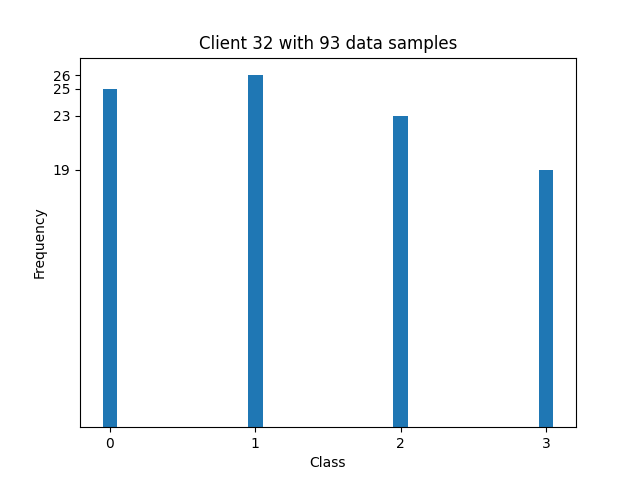 Client 32 with 93 data samples
26
25
23
19
Frequency
0 1 2 3
Class